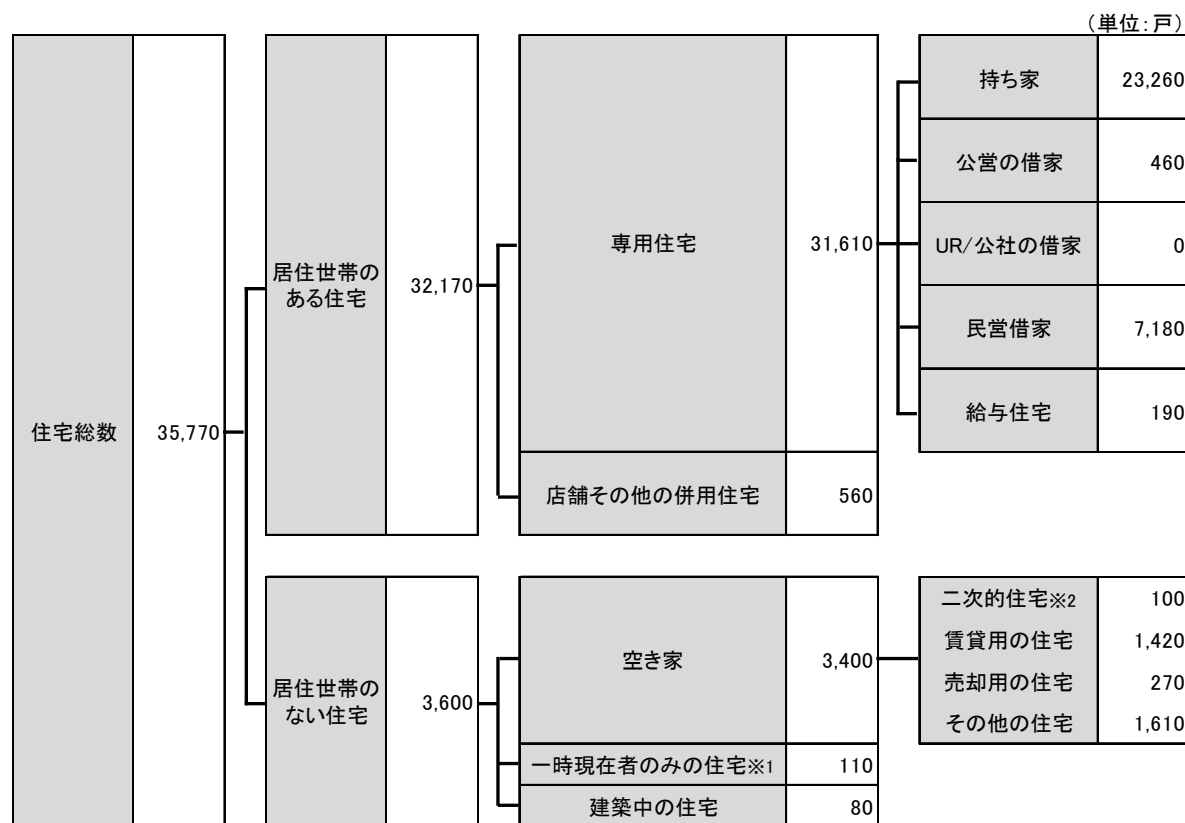 （単位：戸）
住宅総数 35,770
居住世帯の
ある住宅 32,170
専用住宅 31,610
持ち家 23,260
公営の借家 460
UR/公社の借家 0
民営借家 7,180
給与住宅 190
店舗その他の併用住宅 560
居住世帯の
ない住宅 3,600
空き家 3,400
二次的住宅※2 100
賃貸用の住宅 1,420
売却用の住宅 270
その他の住宅 1,610
一時現在者のみの住宅※1 110
建築中の住宅 80